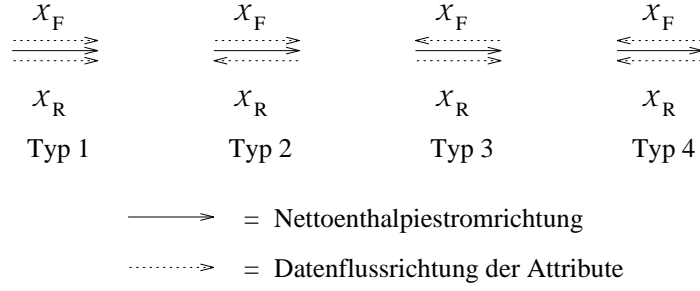 X_F X_F X_F X_F
X_R X_R X_R X_R
Typ 1 Typ 2 Typ 3 Typ 4
= Nettoenthalpiestromrichtung
= Datenflussrichtung der Attribute